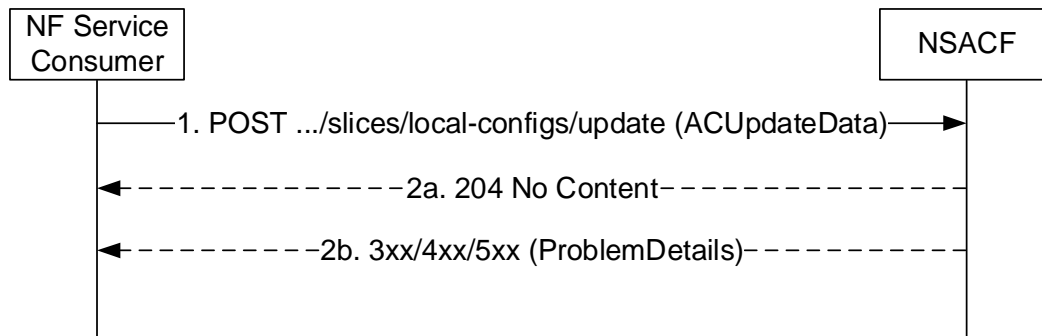 NF Service
Consumer
NSACF
1. POST .../slices/local-configs/update (ACUpdateData)
2a. 204 No Content
2b. 3xx/4xx/5xx (ProblemDetails)